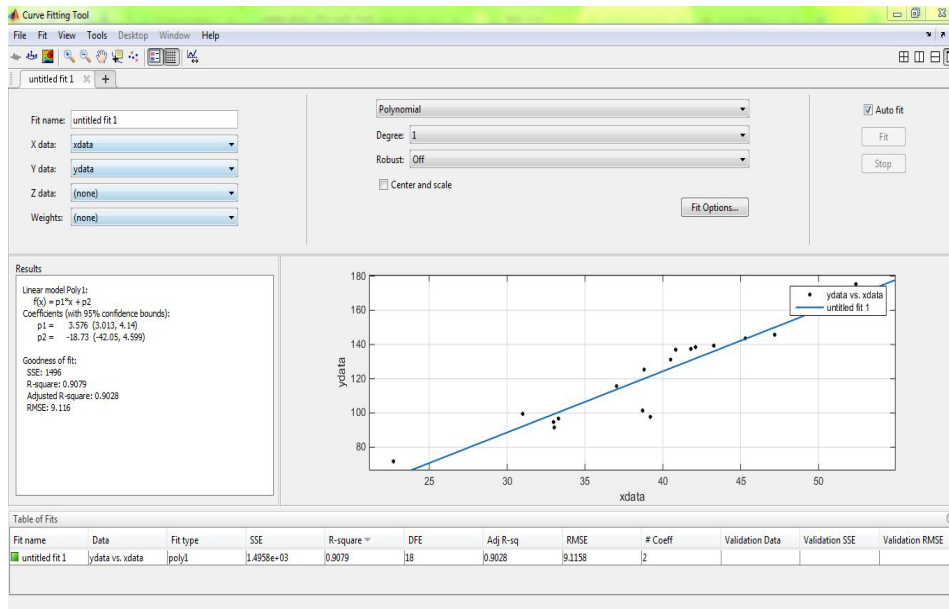 Curve Fitting Tool
File Fit View Tools Desktop Window Help
untitled fit 1
Fit name: untitled fit 1
X data: xdata
Y data: ydata
Z data: (none)
Weights: (none)
Polynomial
Degree: 1
Robust: Off
Center and scale
Fit Options...
Auto fit
Fit
Stop
Results
Linear model Poly1:
f(x) = p1*x + p2
Coefficients (with 95% confidence bounds):
p1 = 3.576 (3.013, 4.14)
p2 = -18.73 (-42.05, 4.599)
Goodness of fit:
SSE: 1496
R-square: 0.9079
Adjusted R-square: 0.9028
RMSE: 9.116
180
160
140
120
100
80
ydata
25 30 35 40 45 50
xdata
ydata vs. xdata
untitled fit 1
Table of Fits
Fit name Data Fit type SSE R-square DFE Adj R-sq RMSE # Coeff Validation Data Validation SSE Validation RMSE
untitled fit 1 ydata vs. xdata poly1 1.4958e+03 0.9079 18 0.9028 9.1158 2